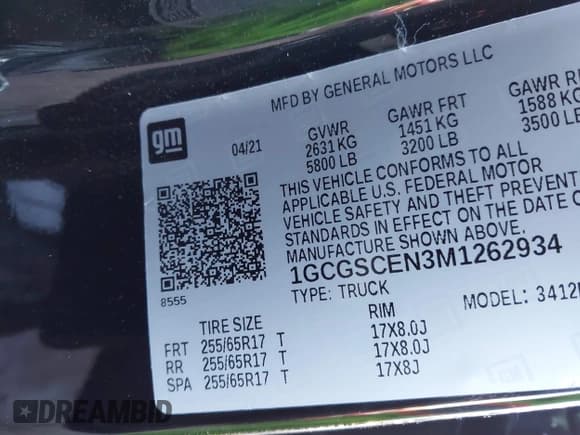 MFD BY GENERAL MOTORS LLC
gm
04/21
GVWR GAWR FRT GAWR
2631 KG 1451 KG 1588 KG
5800 LB 3200 LB 3500 LB
THIS VEHICLE CONFORMS TO ALL
APPLICABLE U.S. FEDERAL MOTOR
VEHICLE SAFETY AND THEFT PREVENT
STANDARDS IN EFFECT ON THE DATE
MANUFACTURE SHOWN ABOVE.
1GCGSCEN3M1262934
8555
TYPE: TRUCK MODEL: 3412
TIRE SIZE RIM
FRT 255/65R17 T 17X8.0J
RR 255/65R17 T 17X8.0J
SPA 255/65R17 T 17X8J
DREAMBID